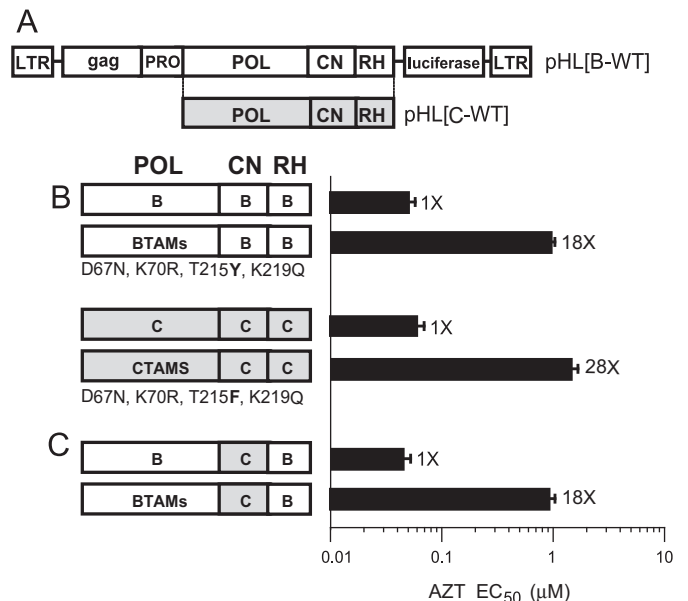 A
LTR gag PRO POL CN RH luciferase LTR pHL[B-WT]
POL CN RH pHL[C-WT]
POL CN RH
B
B B B 1X
BTAMs B B 18X
D67N, K70R, T215Y, K219Q
C C C 1X
CTAMS C C 28X
D67N, K70R, T215F, K219Q
C
B C B 1X
BTAMs C B 18X
0.01 0.1 1 10
AZT EC50 (μM)